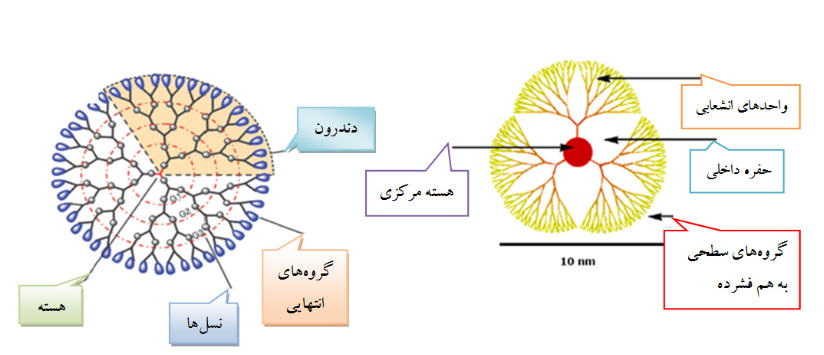 دندرون
گروه‌های
انتهایی
نسل‌ها
هسته
واحدهای انشعابی
حفره داخلی
هسته مرکزی
گروه‌های سطحی
به هم فشرده
10 nm